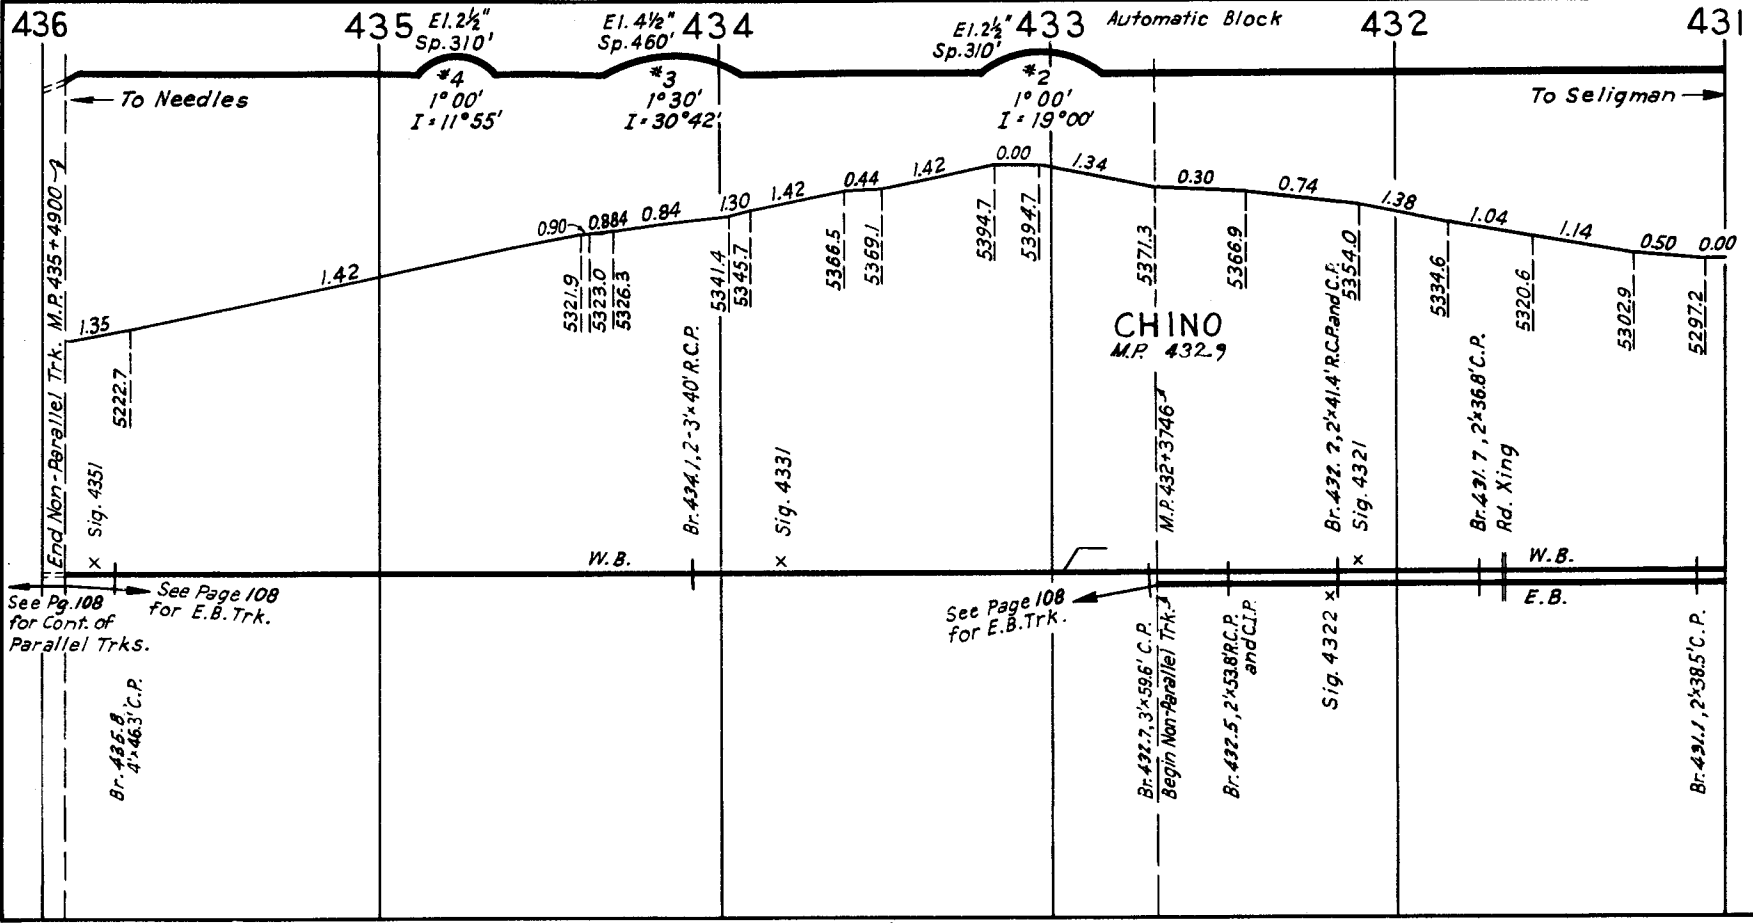 436
435
El. 2½"
Sp. 310'
El. 4½"
Sp. 460'
434
El. 2½"
Sp. 310'
433
Automatic Block
432
431
To Needles
#4
1° 00'
I = 11° 55'
#3
1° 30'
I = 30° 42'
#2
1° 00'
I = 19° 00'
To Seligman
1.35
1.42
0.90
0.884
0.84
1.30
1.42
0.44
1.42
0.00
1.34
0.30
0.74
1.38
1.04
1.14
0.50
0.00
5222.7
5321.9
5323.0
5326.3
5341.4
5345.7
5366.5
5369.1
5394.7
5394.7
5371.3
5366.9
5354.0
5334.6
5320.6
5302.9
5297.2
CHINO
M.P. 432.9
End Non-Parallel Trk. M.P. 435+4900
Sig. 4351
Br. 434.1, 2-3'x40' R.C.P.
Sig. 4331
M.P. 432+3746
Br. 432.2, 2'x41.4' R.C.P. and C.P.
Sig. 4321
Br. 431.7, 2'x36.8' C.P.
Rd. Xing
W.B.
W.B.
E.B.
See Pg. 108
for Cont. of
Parallel Trks.
See Page 108
for E.B. Trk.
See Page 108
for E.B. Trk.
Br. 435.8
4'x46.3' C.P.
Br. 432.7, 3'x59.6' C.P.
Begin Non-Parallel Trk.
Br. 432.5, 2'x53.8' R.C.P.
and C.I.P.
Sig. 4322
Br. 431.1, 2'x38.5' C.P.